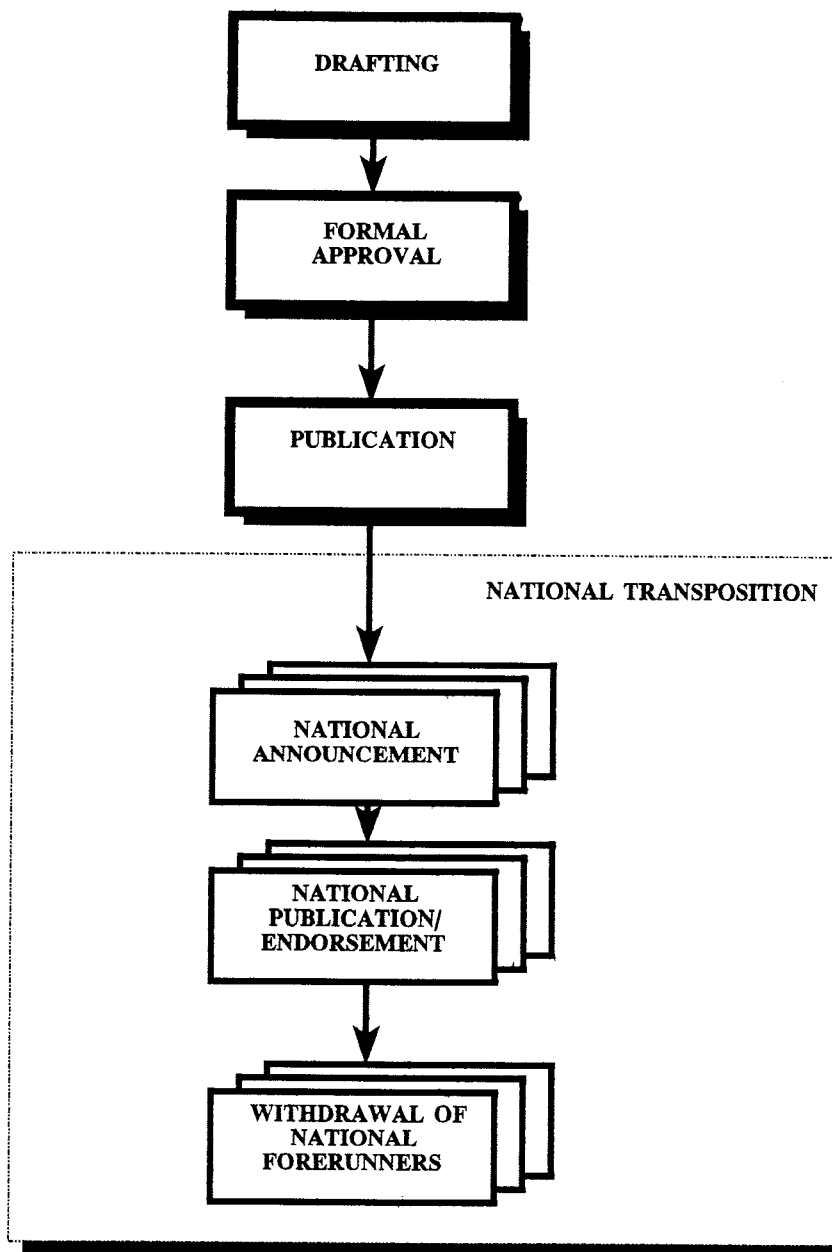 DRAFTING
FORMAL
APPROVAL
PUBLICATION
NATIONAL TRANSPOSITION
NATIONAL
ANNOUNCEMENT
NATIONAL
PUBLICATION/
ENDORSEMENT
WITHDRAWAL OF
NATIONAL
FORERUNNERS